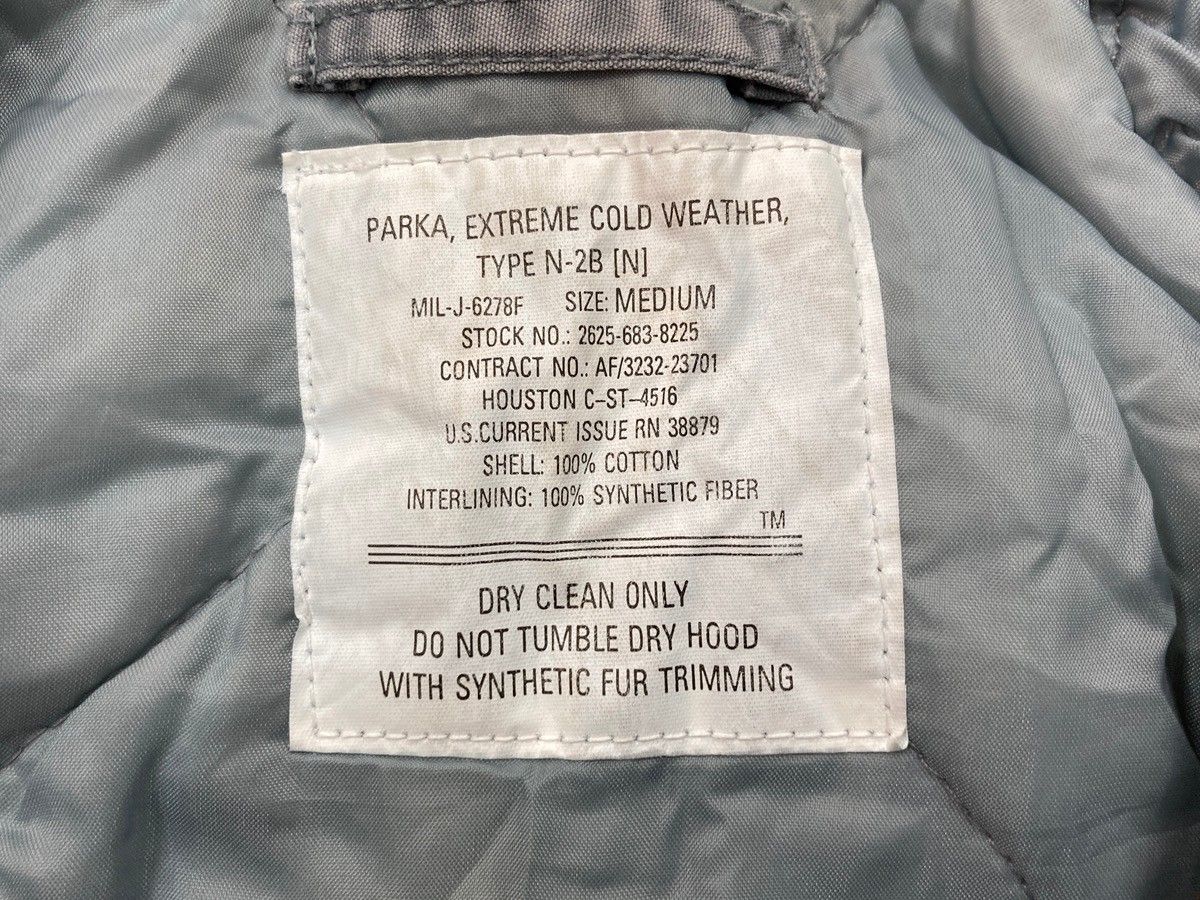 PARKA, EXTREME COLD WEATHER,
TYPE N-2B [N]
MIL-J-6278F SIZE: MEDIUM
STOCK NO.: 2625-683-8225
CONTRACT NO.: AF/3232-23701
HOUSTON C-ST-4516
U.S.CURRENT ISSUE RN 38879
SHELL: 100% COTTON
INTERLINING: 100% SYNTHETIC FIBER
TM
DRY CLEAN ONLY
DO NOT TUMBLE DRY HOOD
WITH SYNTHETIC FUR TRIMMING